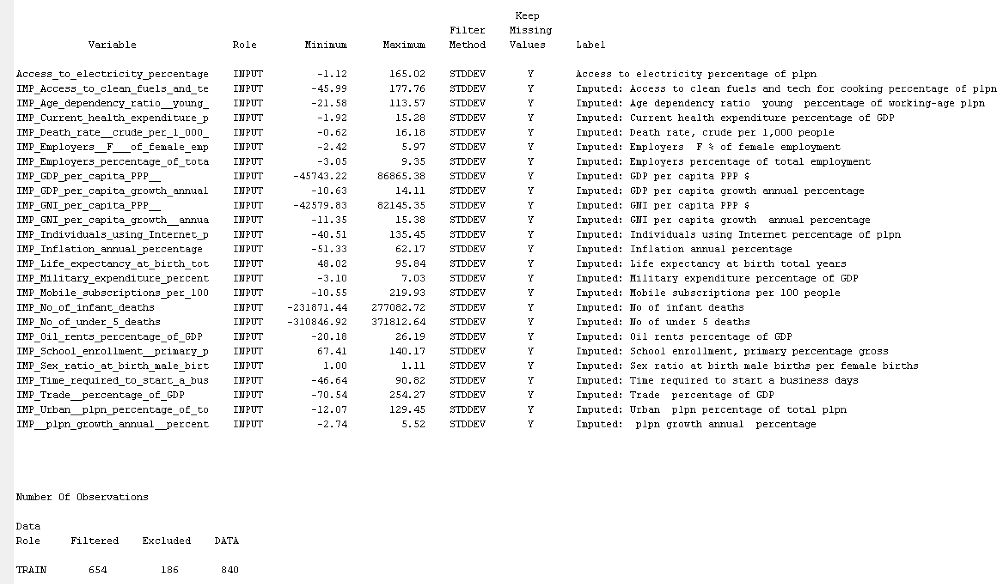 Keep
Filter Missing
Variable Role Minimum Maximum Method Values Label
Access_to_electricity_percentage INPUT -1.12 165.02 STDDEV Y Access to electricity percentage of plpn
IMP_Access_to_clean_fuels_and_te INPUT -45.99 177.76 STDDEV Y Imputed: Access to clean fuels and tech for cooking percentage of plpn
IMP_Age_dependency_ratio__young_ INPUT -21.58 113.57 STDDEV Y Imputed: Age dependency ratio  young  percentage of working-age plpn
IMP_Current_health_expenditure_p INPUT -1.92 15.28 STDDEV Y Imputed: Current health expenditure percentage of GDP
IMP_Death_rate__crude_per_1_000_ INPUT -0.62 16.18 STDDEV Y Imputed: Death rate, crude per 1,000 people
IMP_Employers__F___of_female_emp INPUT -2.42 5.97 STDDEV Y Imputed: Employers  F % of female employment
IMP_Employers_percentage_of_tota INPUT -3.05 9.35 STDDEV Y Imputed: Employers percentage of total employment
IMP_GDP_per_capita_PPP__ INPUT -45743.22 86865.38 STDDEV Y Imputed: GDP per capita PPP $
IMP_GDP_per_capita_growth_annual INPUT -10.63 14.11 STDDEV Y Imputed: GDP per capita growth annual percentage
IMP_GNI_per_capita_PPP__ INPUT -42579.83 82145.35 STDDEV Y Imputed: GNI per capita PPP $
IMP_GNI_per_capita_growth__annua INPUT -11.35 15.38 STDDEV Y Imputed: GNI per capita growth  annual percentage
IMP_Individuals_using_Internet_p INPUT -40.51 135.45 STDDEV Y Imputed: Individuals using Internet percentage of plpn
IMP_Inflation_annual_percentage INPUT -51.33 62.17 STDDEV Y Imputed: Inflation annual percentage
IMP_Life_expectancy_at_birth_tot INPUT 48.02 95.84 STDDEV Y Imputed: Life expectancy at birth total years
IMP_Military_expenditure_percent INPUT -3.10 7.03 STDDEV Y Imputed: Military expenditure percentage of GDP
IMP_Mobile_subscriptions_per_100 INPUT -10.55 219.93 STDDEV Y Imputed: Mobile subscriptions per 100 people
IMP_No_of_infant_deaths INPUT -231871.44 277082.72 STDDEV Y Imputed: No of infant deaths
IMP_No_of_under_5_deaths INPUT -310846.92 371812.64 STDDEV Y Imputed: No of under 5 deaths
IMP_Oil_rents_percentage_of_GDP INPUT -20.18 26.19 STDDEV Y Imputed: Oil rents percentage of GDP
IMP_School_enrollment__primary_p INPUT 67.41 140.17 STDDEV Y Imputed: School enrollment, primary percentage gross
IMP_Sex_ratio_at_birth_male_birt INPUT 1.00 1.11 STDDEV Y Imputed: Sex ratio at birth male births per female births
IMP_Time_required_to_start_a_bus INPUT -46.64 90.82 STDDEV Y Imputed: Time required to start a business days
IMP_Trade__percentage_of_GDP INPUT -70.54 254.27 STDDEV Y Imputed: Trade  percentage of GDP
IMP_Urban__plpn_percentage_of_to INPUT -12.07 129.45 STDDEV Y Imputed: Urban  plpn percentage of total plpn
IMP__plpn_growth_annual__percent INPUT -2.74 5.52 STDDEV Y Imputed:  plpn growth annual  percentage
Number Of Observations
Data
Role Filtered Excluded DATA
TRAIN 654 186 840